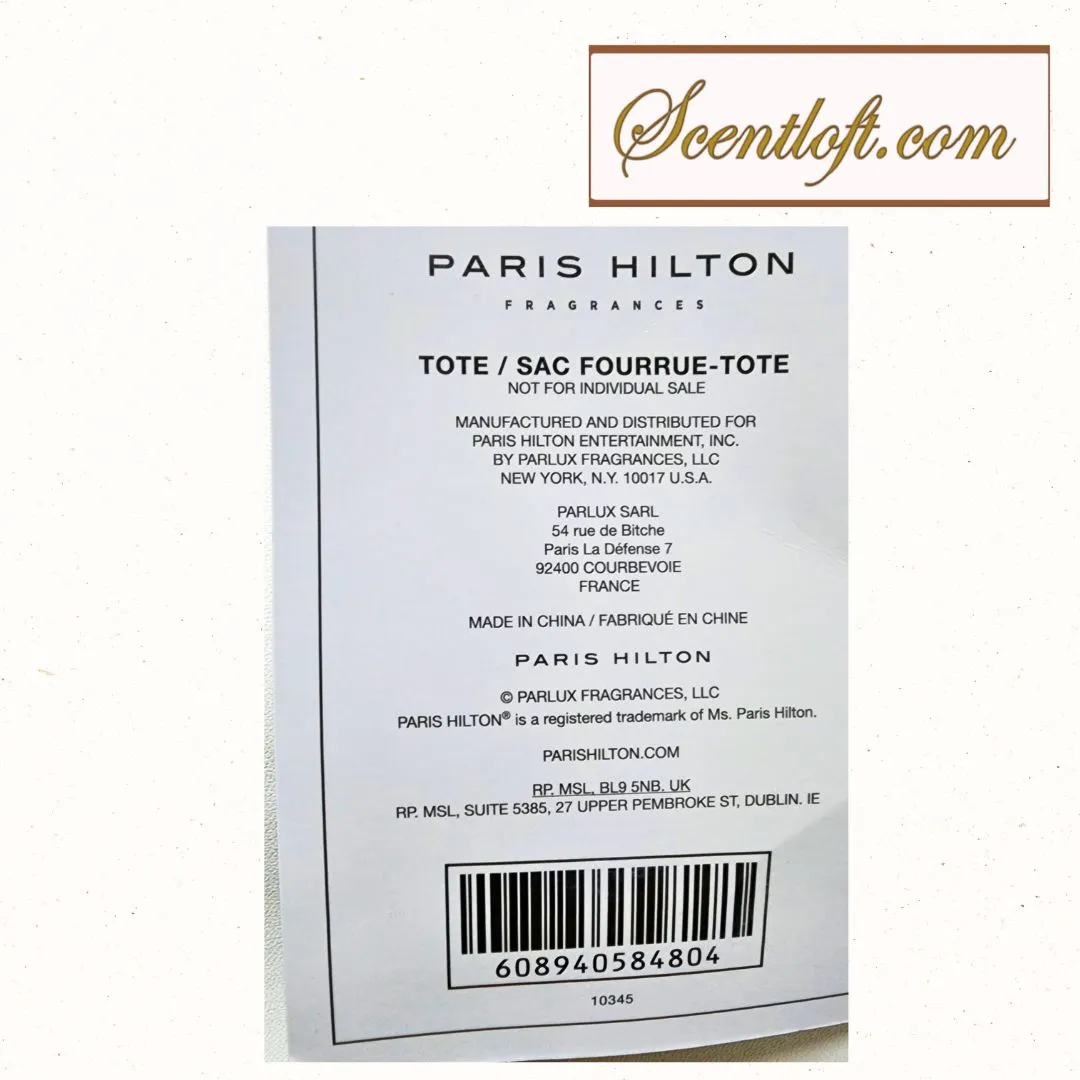 Scentloft.com
PARIS HILTON
FRAGRANCES
TOTE / SAC FOURRUE-TOTE
NOT FOR INDIVIDUAL SALE
MANUFACTURED AND DISTRIBUTED FOR
PARIS HILTON ENTERTAINMENT, INC.
BY PARLUX FRAGRANCES, LLC
NEW YORK, N.Y. 10017 U.S.A.
PARLUX SARL
54 rue de Bitche
Paris La Défense 7
92400 COURBEVOIE
FRANCE
MADE IN CHINA / FABRIQUÉ EN CHINE
PARIS HILTON
© PARLUX FRAGRANCES, LLC
PARIS HILTON® is a registered trademark of Ms. Paris Hilton.
PARISHILTON.COM
RP. MSL, BL9 5NB. UK
RP. MSL, SUITE 5385, 27 UPPER PEMBROKE ST, DUBLIN. IE
608940584804
10345